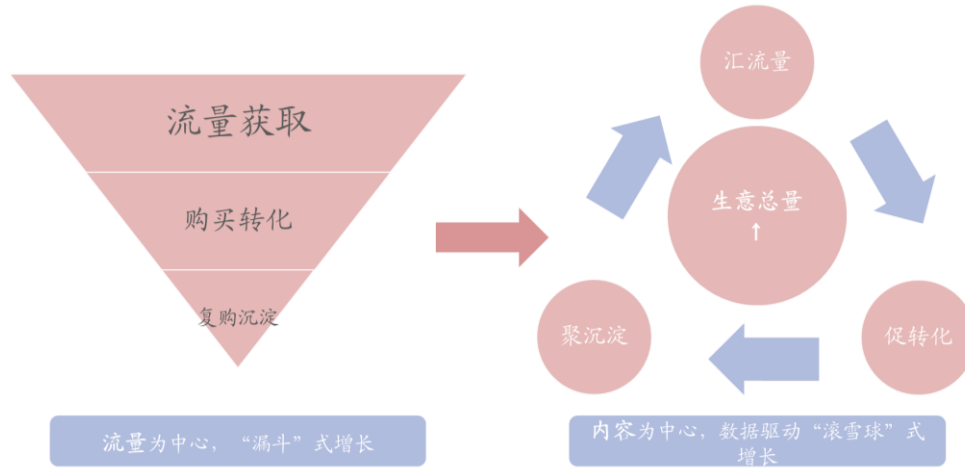 流量获取
购买转化
复购沉淀
流量为中心，“漏斗”式增长
汇流量
生意总量
↑
聚沉淀
促转化
内容为中心，数据驱动“滚雪球”式
增长